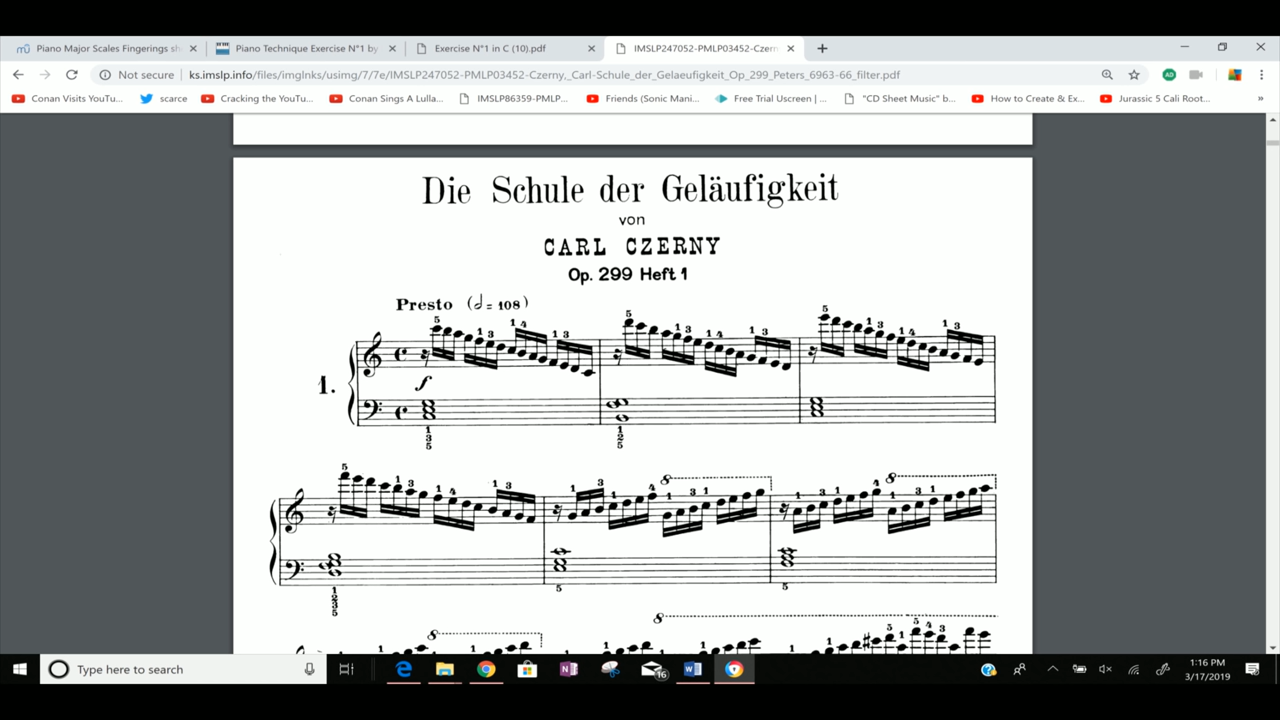 Piano Major Scales Fingerings sh
Piano Technique Exercise N°1 by
Exercise N°1 in C (10).pdf
IMSLP247052-PMLP03452-Czern
Not secure
ks.imslp.info/files/imglnks/usimg/7/7e/IMSLP247052-PMLP03452-Czerny,_Carl-Schule_der_Gelaeufigkeit_Op_299_Peters_6963-66_filter.pdf
Conan Visits YouTu...
scarce
Cracking the YouTu...
Conan Sings A Lulla...
IMSLP86359-PMLP...
Friends (Sonic Mani...
Free Trial Uscreen | ...
"CD Sheet Music" b...
How to Create & Ex...
Jurassic 5 Cali Root...
»
Die Schule der Geläufigkeit
von
CARL CZERNY
Op. 299 Heft 1
Presto (𝅗𝅥 = 108)
1.
f
Type here to search
16
1:16 PM
3/17/2019